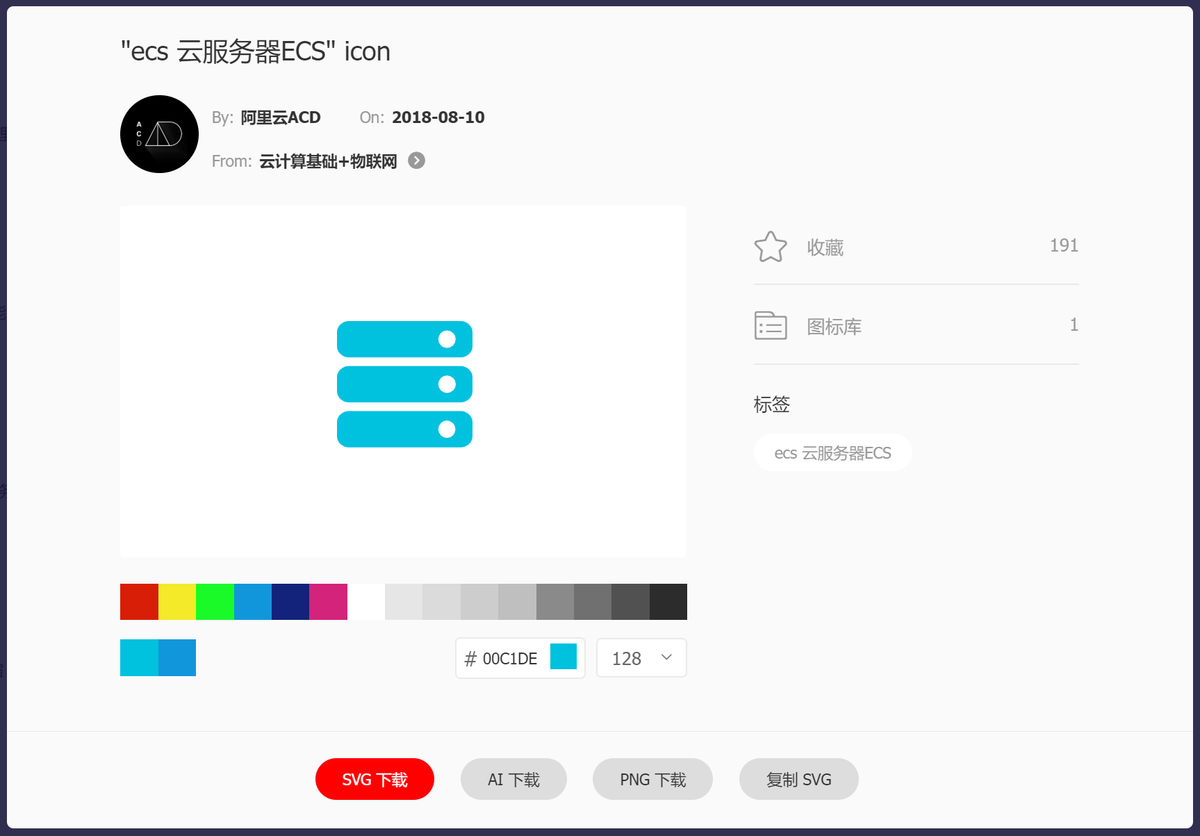 "ecs 云服务器ECS" icon
A
C
D
By: 阿里云ACD On: 2018-08-10
From: 云计算基础+物联网
收藏 191
图标库 1
标签
ecs 云服务器ECS
# 00C1DE 128
SVG 下载 AI 下载 PNG 下载 复制 SVG